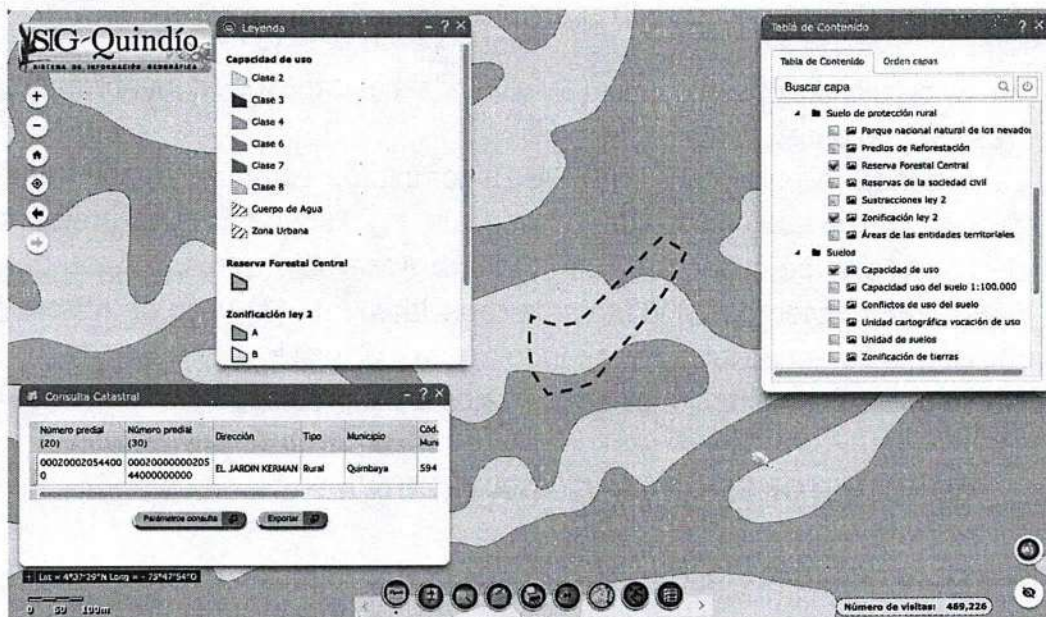 SIG-Quindío
SISTEMA DE INFORMACIÓN GEOGRÁFICA
Leyenda
Capacidad de uso
Clase 2
Clase 3
Clase 4
Clase 6
Clase 7
Clase 8
Cuerpo de Agua
Zona Urbana
Reserva Forestal Central
Zonificación ley 2
A
B
Tabla de Contenido
Tabla de Contenido Orden capas
Buscar capa
Suelo de protección rural
Parque nacional natural de los nevados
Predios de Reforestación
Reserva Forestal Central
Reservas de la sociedad civil
Sustracciones ley 2
Zonificación ley 2
Áreas de las entidades territoriales
Suelos
Capacidad de uso
Capacidad uso del suelo 1:100.000
Conflictos de uso del suelo
Unidad cartográfica vocación de uso
Unidad de suelos
Zonificación de tierras
Consulta Catastral
Número predial (20) Número predial (30) Dirección Tipo Municipio Cód. Muni
000200020544000 000200000000205 44000000000 EL JARDIN KERMAN Rural Quimbaya 594
Parámetros consulta Exportar
Lat = 4°37'29"N Long = - 75°47'54"O
0 50 100m
Número de visitas: 469,226